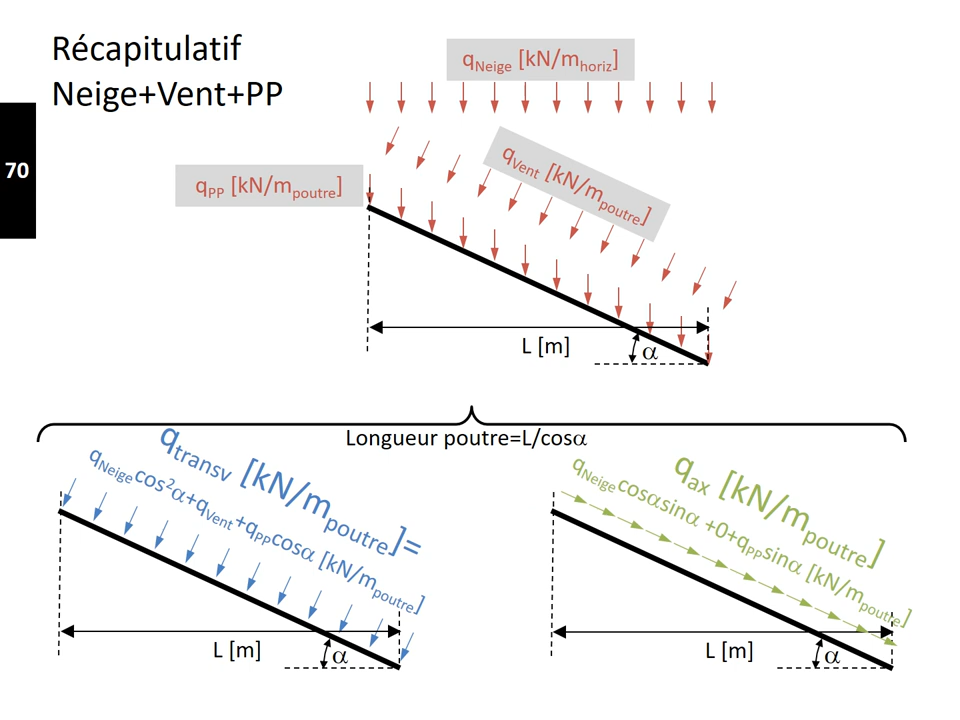 Récapitulatif
Neige+Vent+PP
70
qNeige [kN/mhoriz]
qVent [kN/mpoutre]
qPP [kN/mpoutre]
L [m]
α
Longueur poutre=L/cosα
qtransv [kN/mpoutre]=
qNeigecos²α+qVent+qPPcosα [kN/mpoutre]
L [m]
α
qax [kN/mpoutre]
qNeigecosαsinα +0+qPPsinα [kN/mpoutre]
L [m]
α